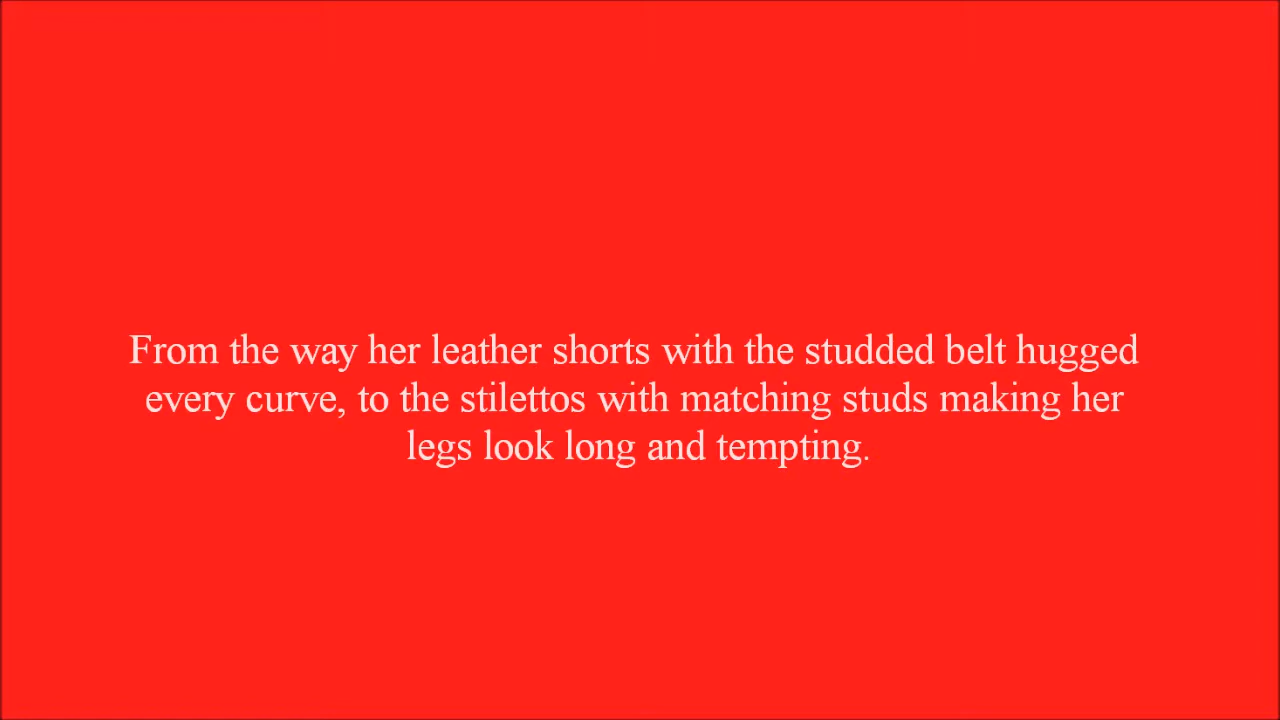 From the way her leather shorts with the studded belt hugged
every curve, to the stilettos with matching studs making her
legs look long and tempting.